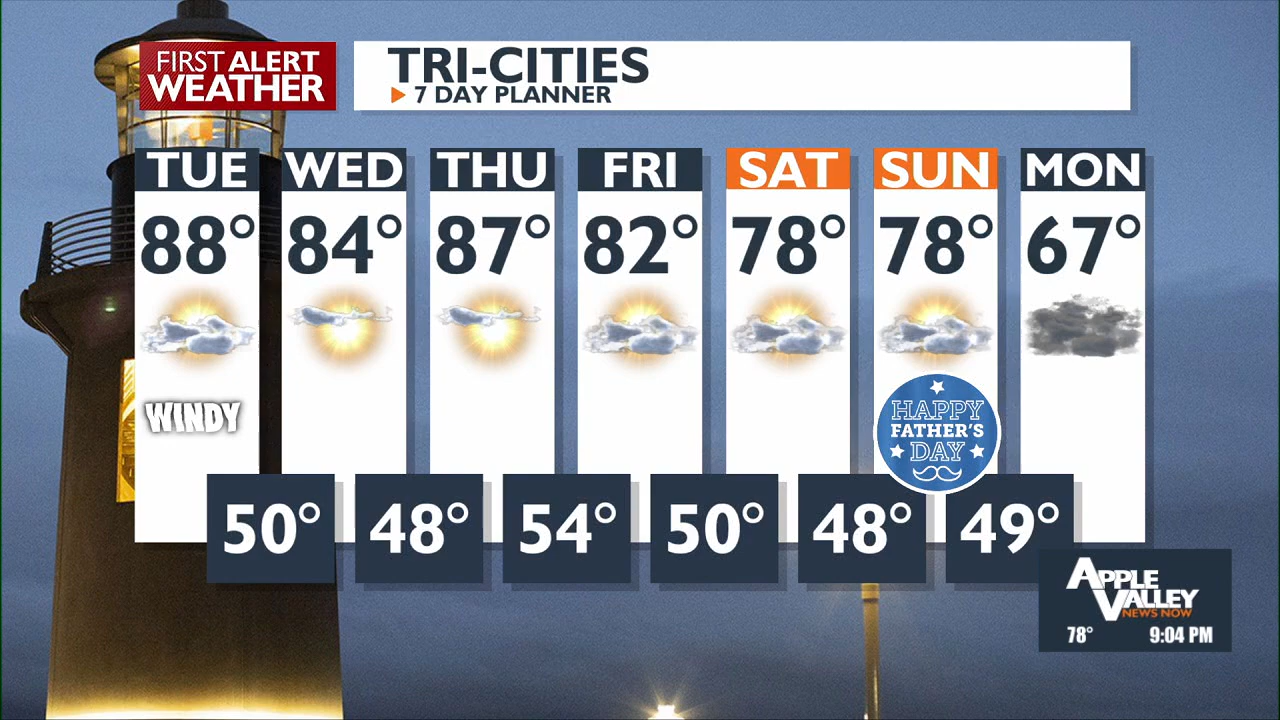 FIRST ALERT
WEATHER
TRI-CITIES
7 DAY PLANNER
TUE WED THU FRI SAT SUN MON
88° 84° 87° 82° 78° 78° 67°
WINDY
HAPPY
FATHER'S
DAY
50° 48° 54° 50° 48° 49°
APPLE
VALLEY
NEWS NOW
78° 9:04 PM